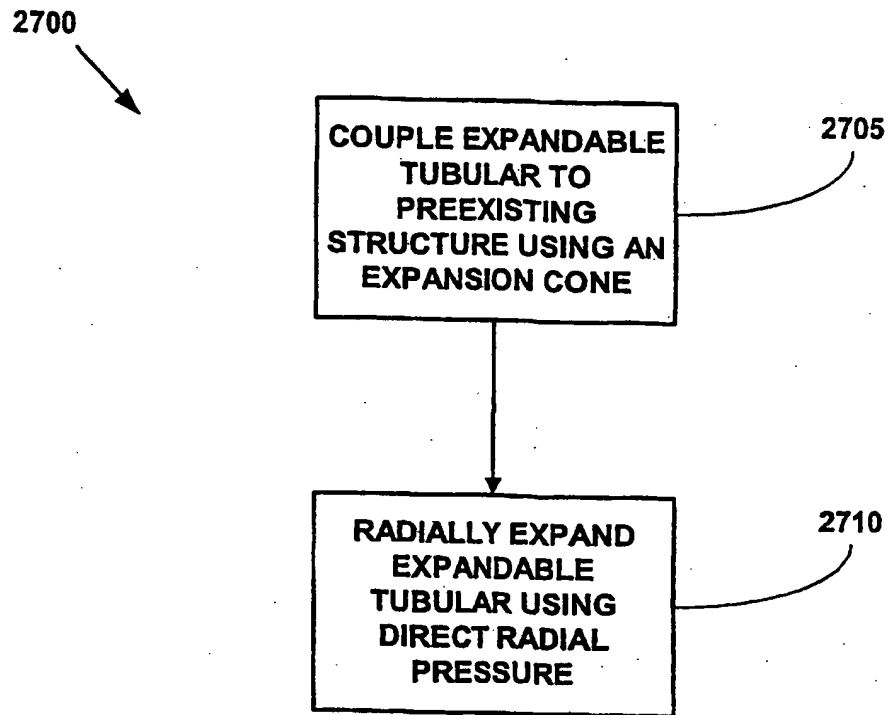 2700
COUPLE EXPANDABLE
TUBULAR TO
PREEXISTING
STRUCTURE USING AN
EXPANSION CONE
2705
RADIALLY EXPAND
EXPANDABLE
TUBULAR USING
DIRECT RADIAL
PRESSURE
2710